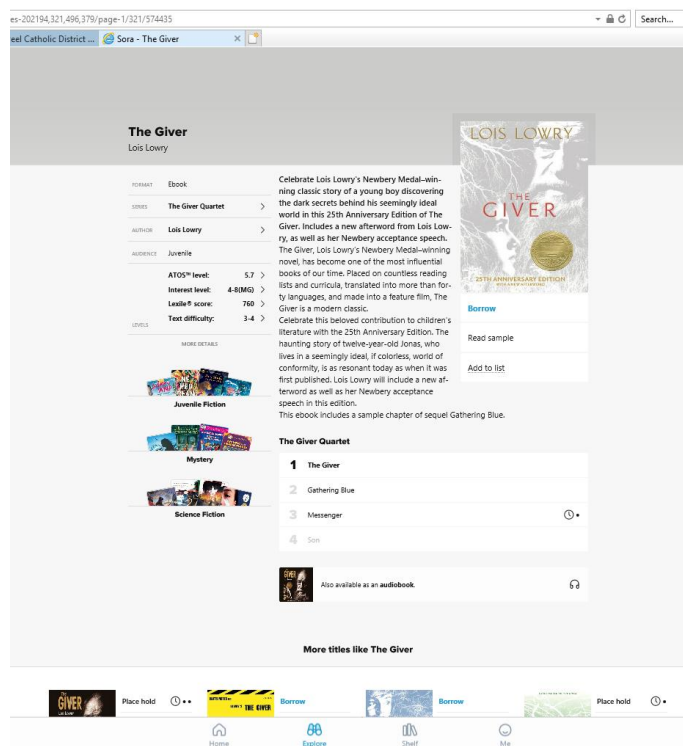 es-202194,321,496,379/page-1/321/574435
Search...
eel Catholic District ...
Sora - The Giver
The Giver
Lois Lowry
FORMAT Ebook
SERIES The Giver Quartet
AUTHOR Lois Lowry
AUDIENCE Juvenile
ATOS™ level: 5.7
Interest level: 4-8(MG)
Lexile® score: 760
Text difficulty: 3-4
LEVELS
MORE DETAILS
Juvenile Fiction
Mystery
Science Fiction
Celebrate Lois Lowry's Newbery Medal–win-
ning classic story of a young boy discovering
the dark secrets behind his seemingly ideal
world in this 25th Anniversary Edition of The
Giver. Includes a new afterword from Lois Low-
ry, as well as her Newbery acceptance speech.
The Giver, Lois Lowry's Newbery Medal–winning
novel, has become one of the most influential
books of our time. Placed on countless reading
lists and curricula, translated into more than for-
ty languages, and made into a feature film, The
Giver is a modern classic.
Celebrate this beloved contribution to children's
literature with the 25th Anniversary Edition. The
haunting story of twelve-year-old Jonas, who
lives in a seemingly ideal, if colorless, world of
conformity, is as resonant today as when it was
first published. Lois Lowry will include a new af-
terword as well as her Newbery acceptance
speech in this edition.
This ebook includes a sample chapter of sequel Gathering Blue.
LOIS LOWRY
THE
GIVER
25TH ANNIVERSARY EDITION
Borrow
Read sample
Add to list
The Giver Quartet
1 The Giver
2 Gathering Blue
3 Messenger
4 Son
GIVER
Also available as an audiobook.
More titles like The Giver
The
GIVER
Lois Lowry
Place hold
THE GIVER
Borrow
Borrow
Place hold
Home
Explore
Shelf
Me